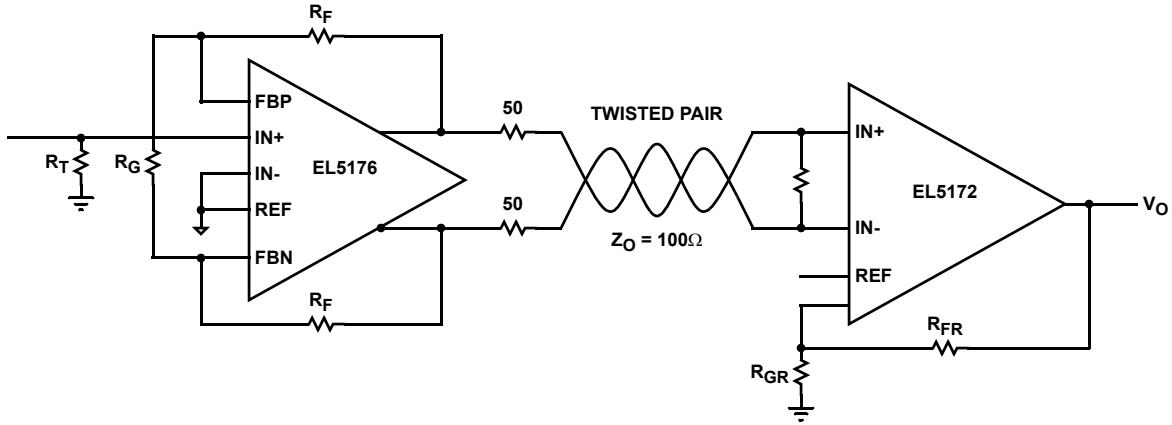 R_F
FBP
IN+
R_T
R_G
IN-
EL5176
REF
FBN
R_F
50
50
TWISTED PAIR
Z_O = 100Ω
IN+
EL5172
IN-
REF
V_O
R_FR
R_GR